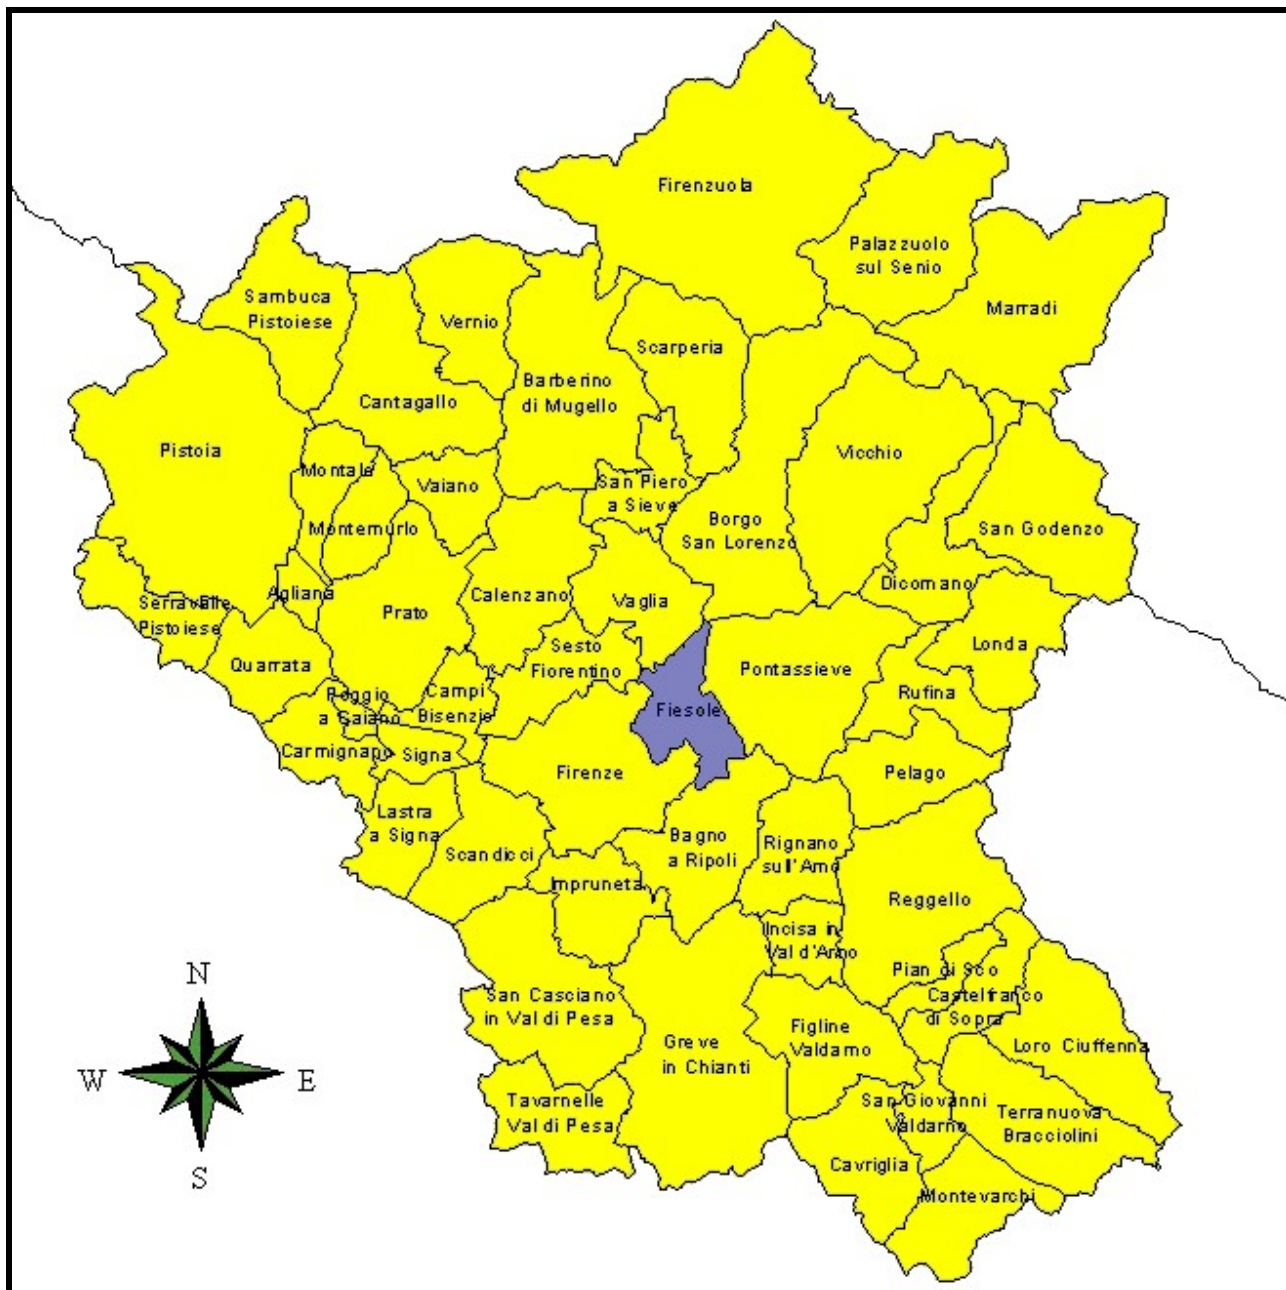 Firenzuola
Palazzuolo
sul Senio
Marradi
Sambuca
Pistoiese
Vernio
Scarperia
Barberino
di Mugello
Cantagallo
Pistoia
Montale
Vaiano
San Piero
a Sieve
Vicchio
Borgo
San Lorenzo
San Godenzo
Montemurlo
Agliana
Prato
Calenzano
Vaglia
Dicomano
Serravalle
Pistoiese
Quarrata
Sesto
Fiorentino
Pontassieve
Londa
Rufina
Poggio
a Caiano
Campi
Bisenzio
Fiesole
Carmignano
Signa
Firenze
Pelago
Lastra
a Signa
Scandicci
Bagno
a Ripoli
Rignano
sull'Arno
Impruneta
Reggello
Incisa in
Val d'Arno
Pian di Sco
Castelfranco
di Sopra
San Casciano
in Val di Pesa
Greve
in Chianti
Figline
Valdarno
Loro Ciuffenna
Tavarnelle
Val di Pesa
San Giovanni
Valdarno
Terranuova
Bracciolini
Cavriglia
Montevarchi
N
W
E
S